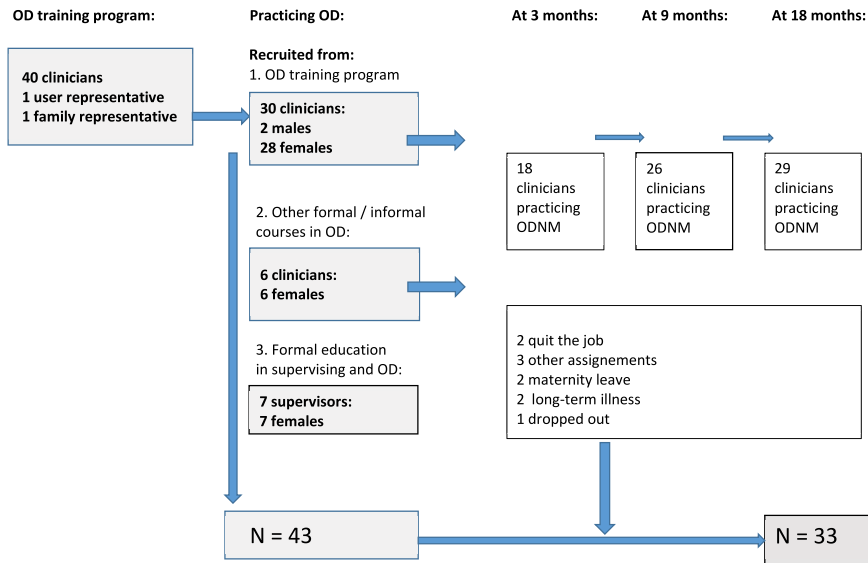 OD training program:
Practicing OD:
At 3 months:
At 9 months:
At 18 months:
40 clinicians
1 user representative
1 family representative
Recruited from:
1. OD training program
30 clinicians:
2 males
28 females
2. Other formal / informal
courses in OD:
6 clinicians:
6 females
3. Formal education
in supervising and OD:
7 supervisors:
7 females
18
clinicians
practicing
ODNM
26
clinicians
practicing
ODNM
29
clinicians
practicing
ODNM
2 quit the job
3 other assignements
2 maternity leave
2 long-term illness
1 dropped out
N = 43
N = 33